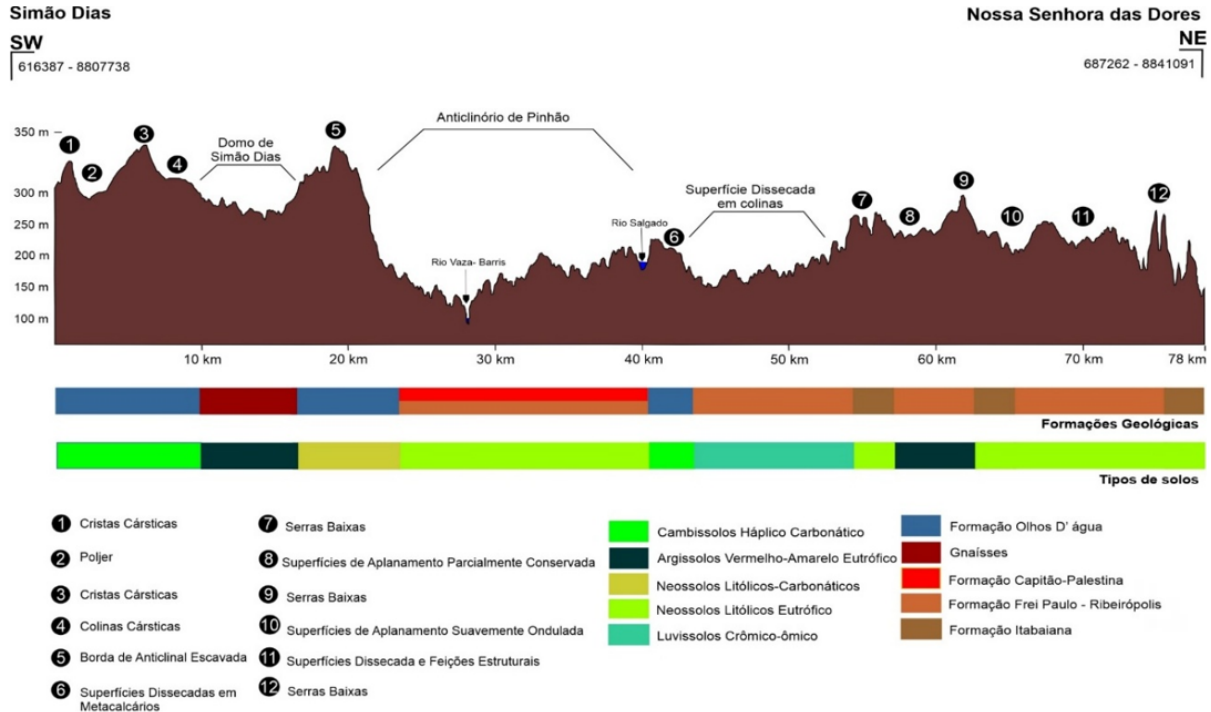 Simão Dias
Nossa Senhora das Dores
SW
NE
616387 - 8807738
687262 - 8841091
350 m
300 m
250 m
200 m
150 m
100 m
1
2
3
4
Domo de
Simão Dias
5
Anticlinório de Pinhão
Rio Vaza- Barris
Rio Salgado
6
Superfície Dissecada
em colinas
7
8
9
10
11
12
10 km
20 km
30 km
40 km
50 km
60 km
70 km
78 km
Formações Geológicas
Tipos de solos
1 Cristas Cársticas
2 Poljer
3 Cristas Cársticas
4 Colinas Cársticas
5 Borda de Anticlinal Escavada
6 Superfícies Dissecadas em
Metacalcários
7 Serras Baixas
8 Superfícies de Aplanamento Parcialmente Conservada
9 Serras Baixas
10 Superfícies de Aplanamento Suavemente Ondulada
11 Superfícies Dissecada e Feições Estruturais
12 Serras Baixas
Cambissolos Háplico Carbonático
Argissolos Vermelho-Amarelo Eutrófico
Neossolos Litólicos-Carbonáticos
Neossolos Litólicos Eutrófico
Luvissolos Crômico-ômico
Formação Olhos D' água
Gnaísses
Formação Capitão-Palestina
Formação Frei Paulo - Ribeirópolis
Formação Itabaiana